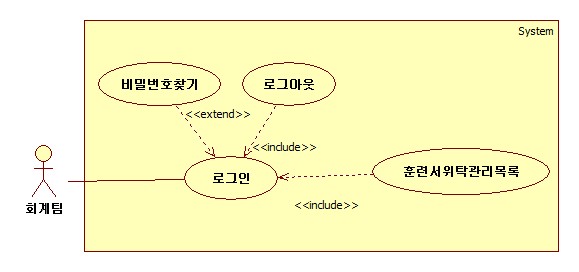 System
비밀번호찾기
로그아웃
<<extend>>
<<include>>
로그인
훈련서위탁관리목록
<<include>>
회계팀